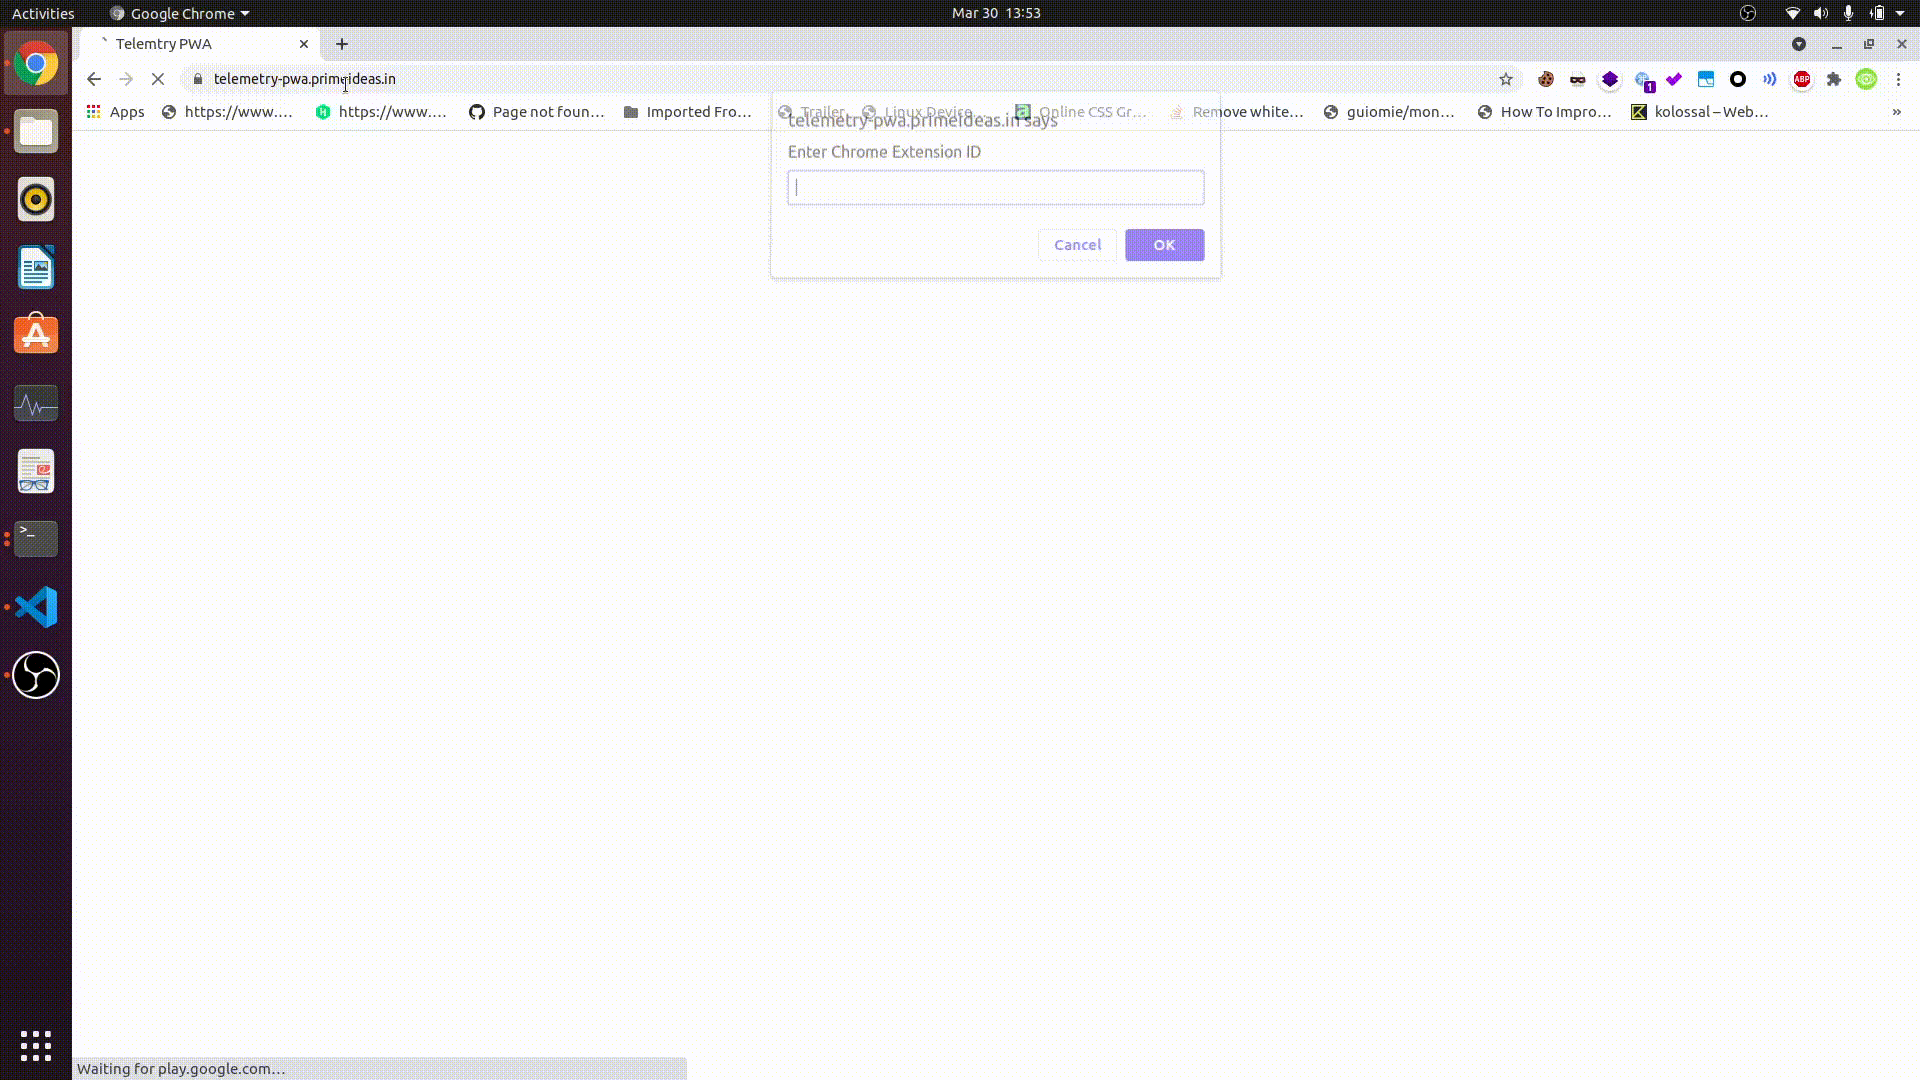 Activities
Google Chrome
Mar 30 13:53
Telemtry PWA
telemetry-pwa.primeideas.in
1
ABP
Apps
https://www....
https://www....
Page not foun...
Imported Fro...
Trailer
Linux Device...
Online CSS Gr...
Remove white...
guiomie/mon...
How To Impro...
kolossal – Web...
»
telemetry-pwa.primeideas.in says
Enter Chrome Extension ID
Cancel
OK
Waiting for play.google.com...